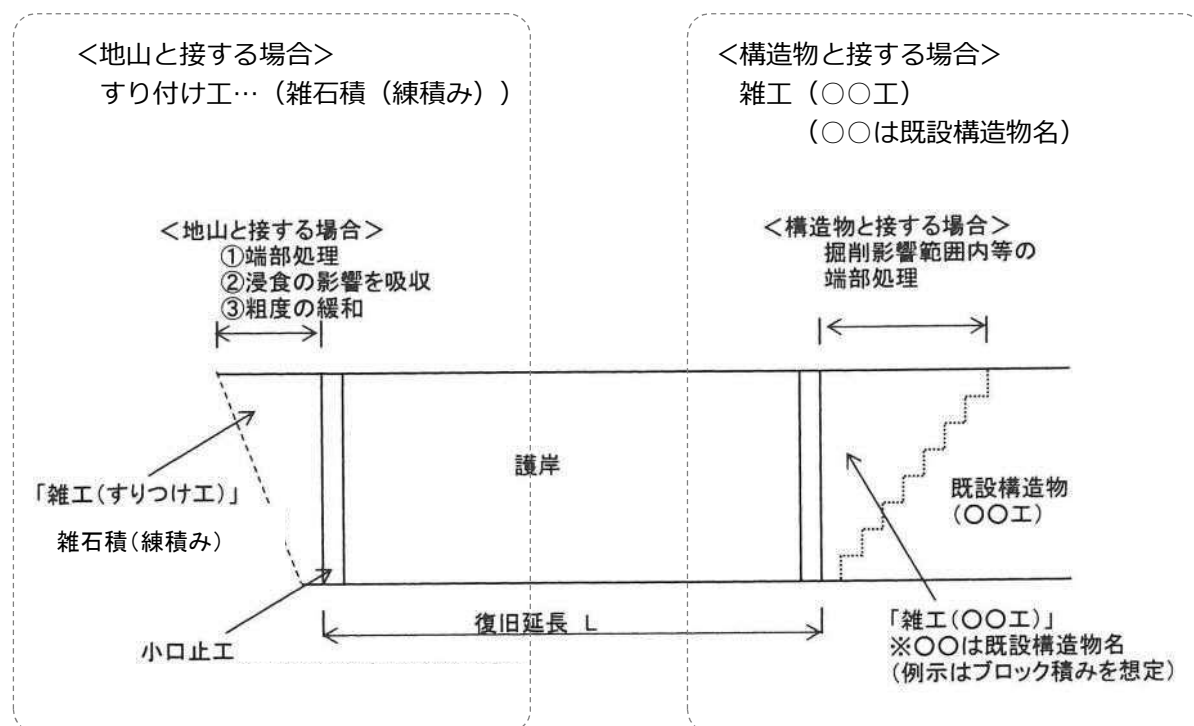 <地山と接する場合>
すり付け工…（雑石積（練積み））
<構造物と接する場合>
雑工（○○工）
（○○は既設構造物名）
<地山と接する場合>
①端部処理
②浸食の影響を吸収
③粗度の緩和
<構造物と接する場合>
掘削影響範囲内等の
端部処理
護岸
「雑工(すりつけ工)」
雑石積(練積み)
既設構造物
(○○工)
小口止工
復旧延長 L
「雑工(○○工)」
※○○は既設構造物名
(例示はブロック積みを想定)